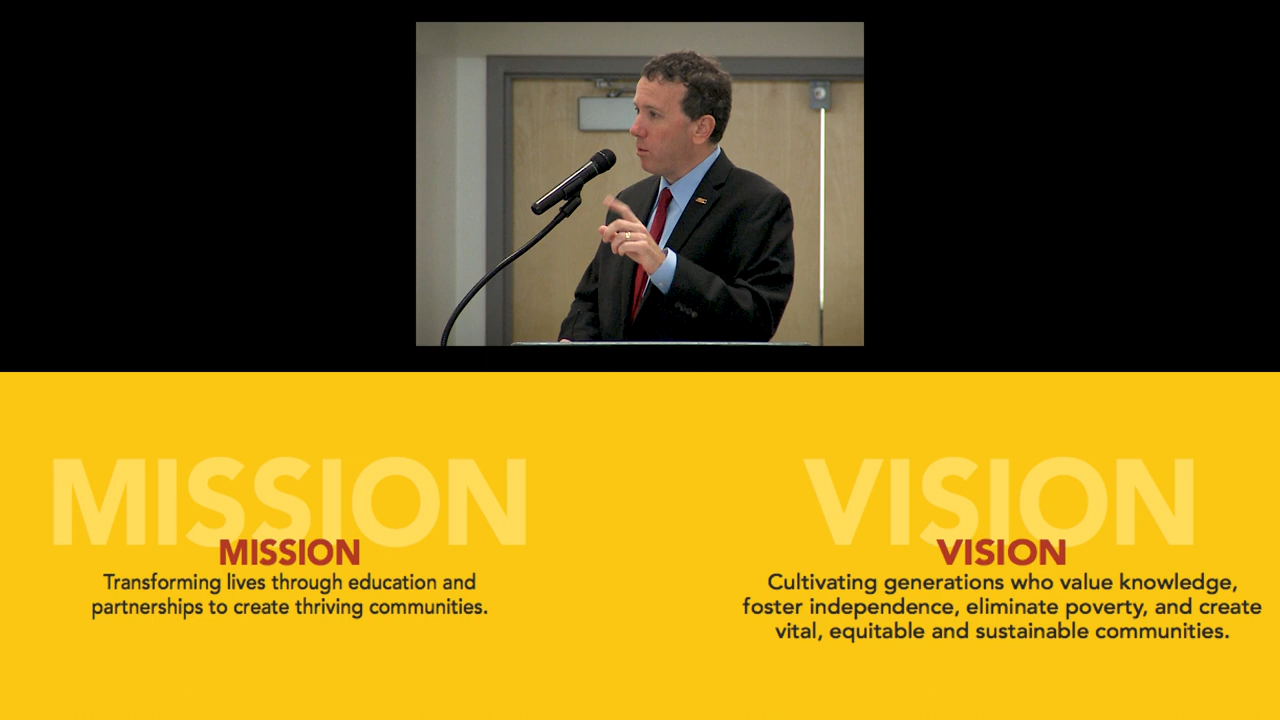 MISSION
MISSION
Transforming lives through education and
partnerships to create thriving communities.
VISION
VISION
Cultivating generations who value knowledge,
foster independence, eliminate poverty, and create
vital, equitable and sustainable communities.